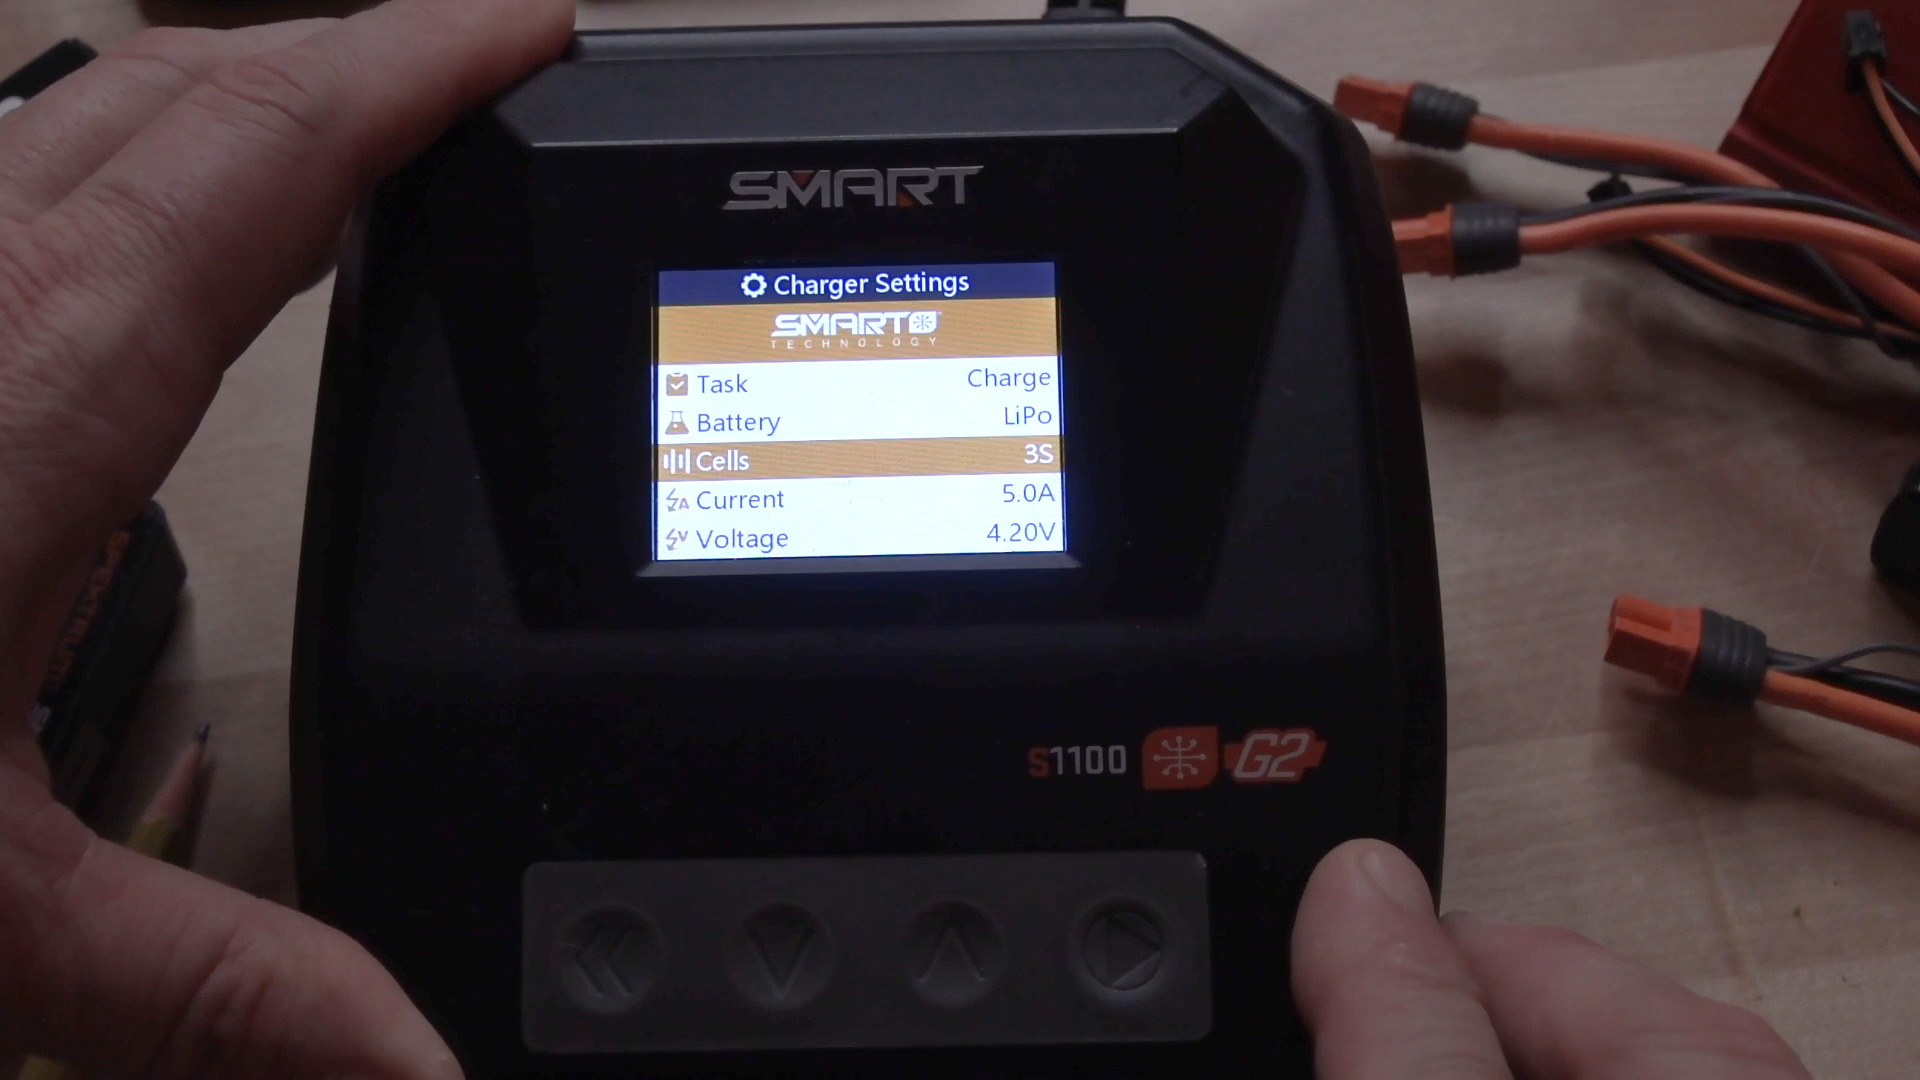 SMART
Charger Settings
SMART
TECHNOLOGY
Task Charge
Battery LiPo
Cells 3S
Current 5.0A
Voltage 4.20V
S1100 G2
SPEKTRUM